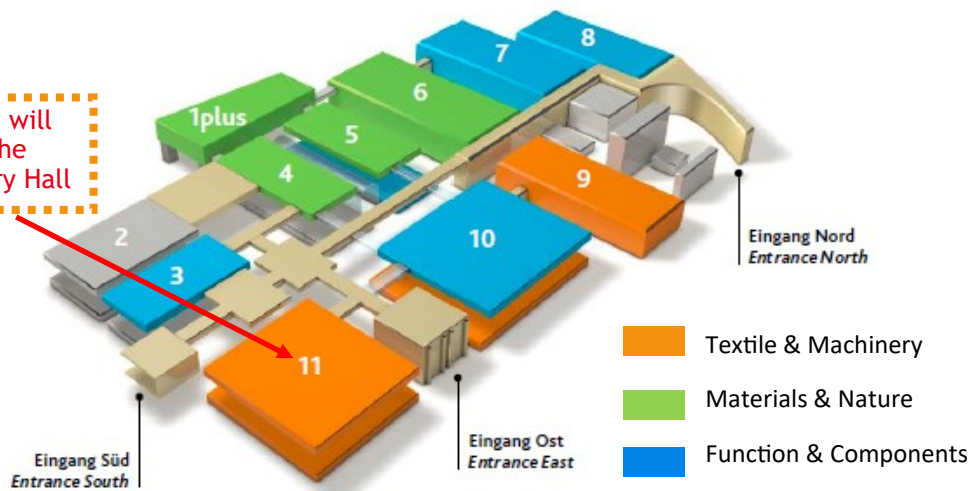 8
7
6
1plus
5
will
he
ry Hall
4
9
2
10
3
Eingang Nord
Entrance North
11
Textile & Machinery
Materials & Nature
Eingang Ost
Entrance East
Function & Components
Eingang Süd
Entrance South